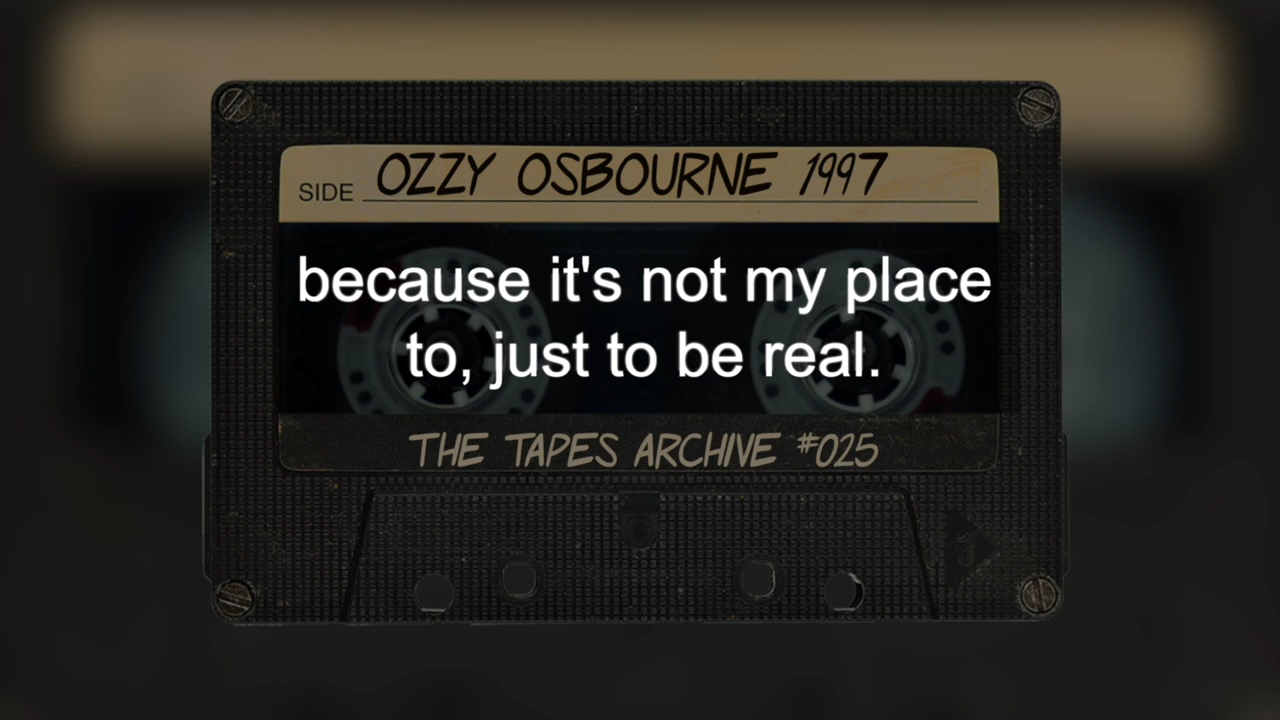 OZZY OSBOURNE 1997
SIDE
because it's not my place
to, just to be real.
THE TAPES ARCHIVE #025